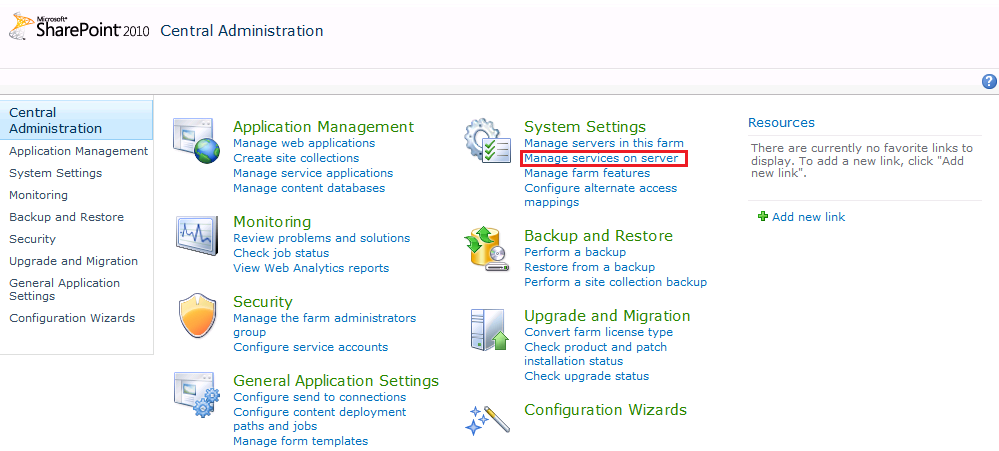 Microsoft®
SharePoint 2010 Central Administration
Central
Administration
Application Management
System Settings
Monitoring
Backup and Restore
Security
Upgrade and Migration
General Application
Settings
Configuration Wizards
Application Management
Manage web applications
Create site collections
Manage service applications
Manage content databases
Monitoring
Review problems and solutions
Check job status
View Web Analytics reports
Security
Manage the farm administrators
group
Configure service accounts
General Application Settings
Configure send to connections
Configure content deployment
paths and jobs
Manage form templates
System Settings
Manage servers in this farm
Manage services on server
Manage farm features
Configure alternate access
mappings
Backup and Restore
Perform a backup
Restore from a backup
Perform a site collection backup
Upgrade and Migration
Convert farm license type
Check product and patch
installation status
Check upgrade status
Configuration Wizards
?
Resources
There are currently no favorite links to
display. To add a new link, click "Add
new link".
Add new link